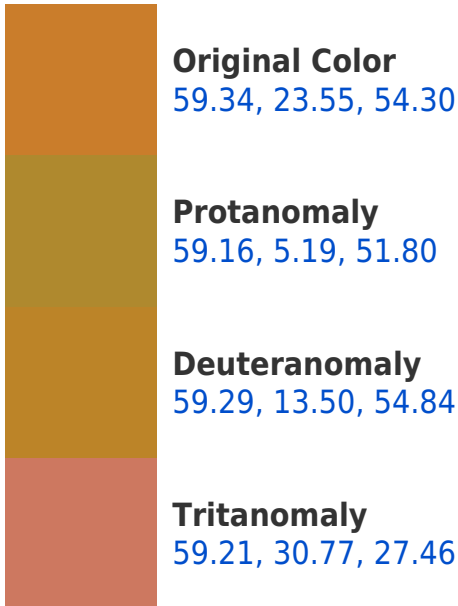 Original Color
59.34, 23.55, 54.30
Protanomaly
59.16, 5.19, 51.80
Deuteranomaly
59.29, 13.50, 54.84
Tritanomaly
59.21, 30.77, 27.46